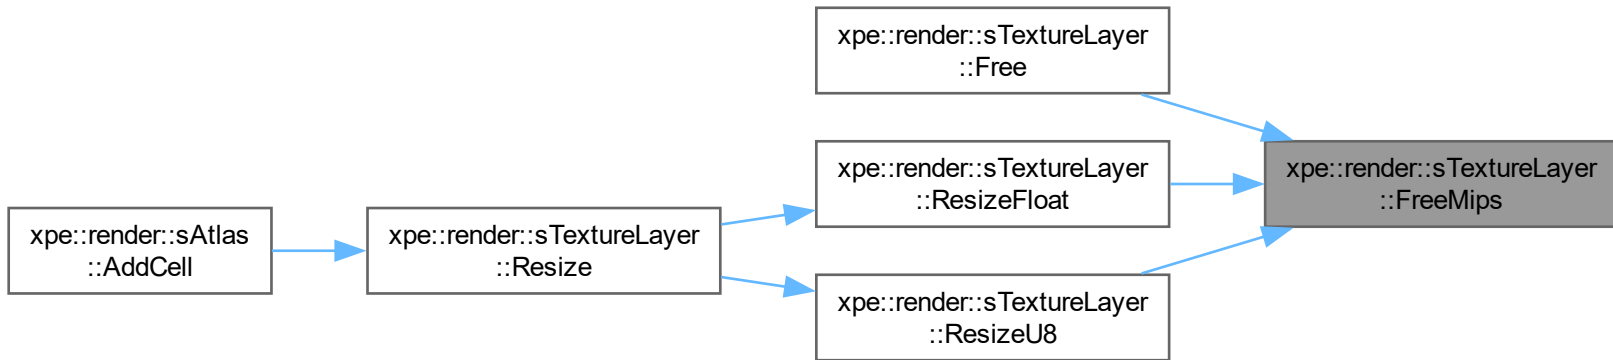 xpe::render::sTextureLayer
::Free
xpe::render::sTextureLayer
::ResizeFloat
xpe::render::sTextureLayer
::FreeMips
xpe::render::sAtlas
::AddCell
xpe::render::sTextureLayer
::Resize
xpe::render::sTextureLayer
::ResizeU8